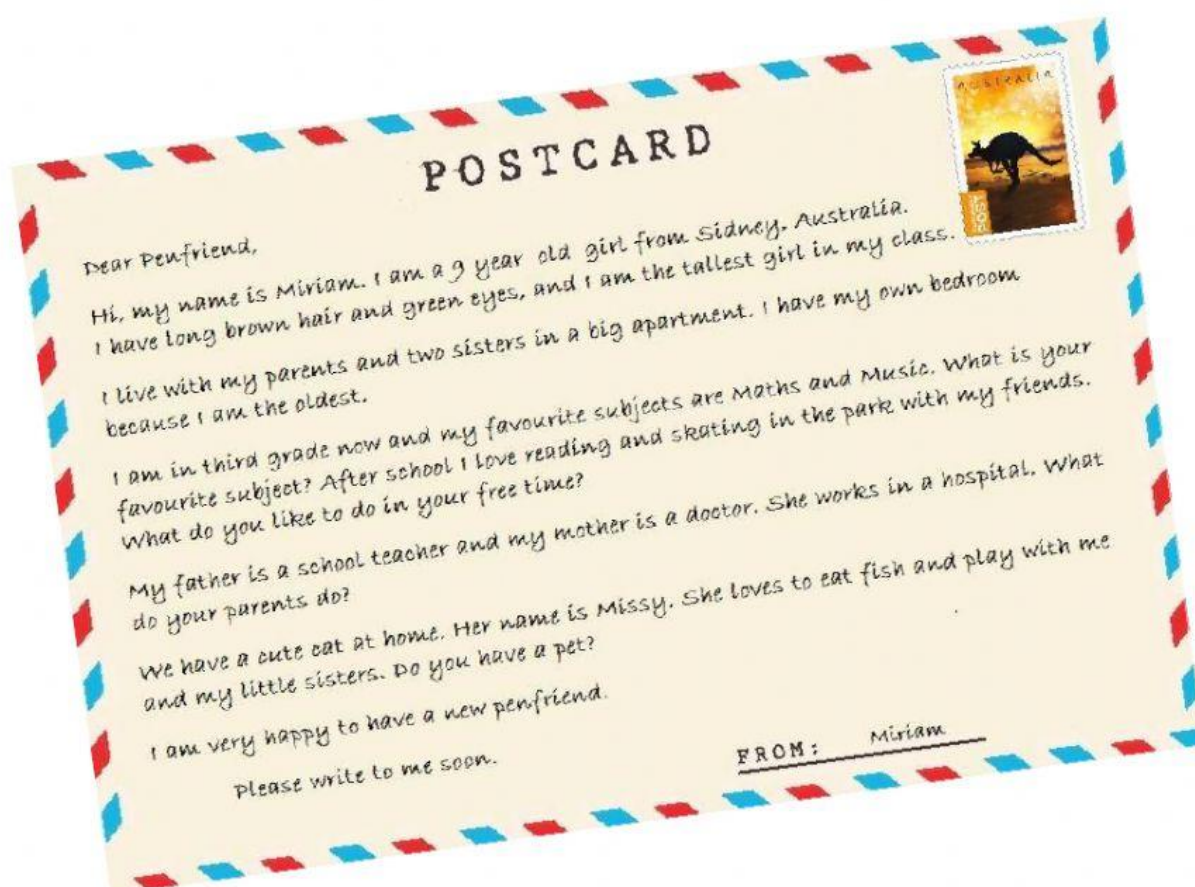 POSTCARD
australia
Dear Penfriend,
Hi, my name is Miriam. I am a 9 year old girl from Sidney, Australia.
I have long brown hair and green eyes, and I am the tallest girl in my class.
I live with my parents and two sisters in a big apartment. I have my own bedroom
because I am the oldest.
I am in third grade now and my favourite subjects are Maths and Music. What is your
favourite subject? After school I love reading and skating in the park with my friends.
What do you like to do in your free time?
My father is a school teacher and my mother is a doctor. She works in a hospital. What
do your parents do?
We have a cute cat at home. Her name is Missy. She loves to eat fish and play with me
and my little sisters. Do you have a pet?
I am very happy to have a new penfriend.
Please write to me soon.
FROM: Miriam